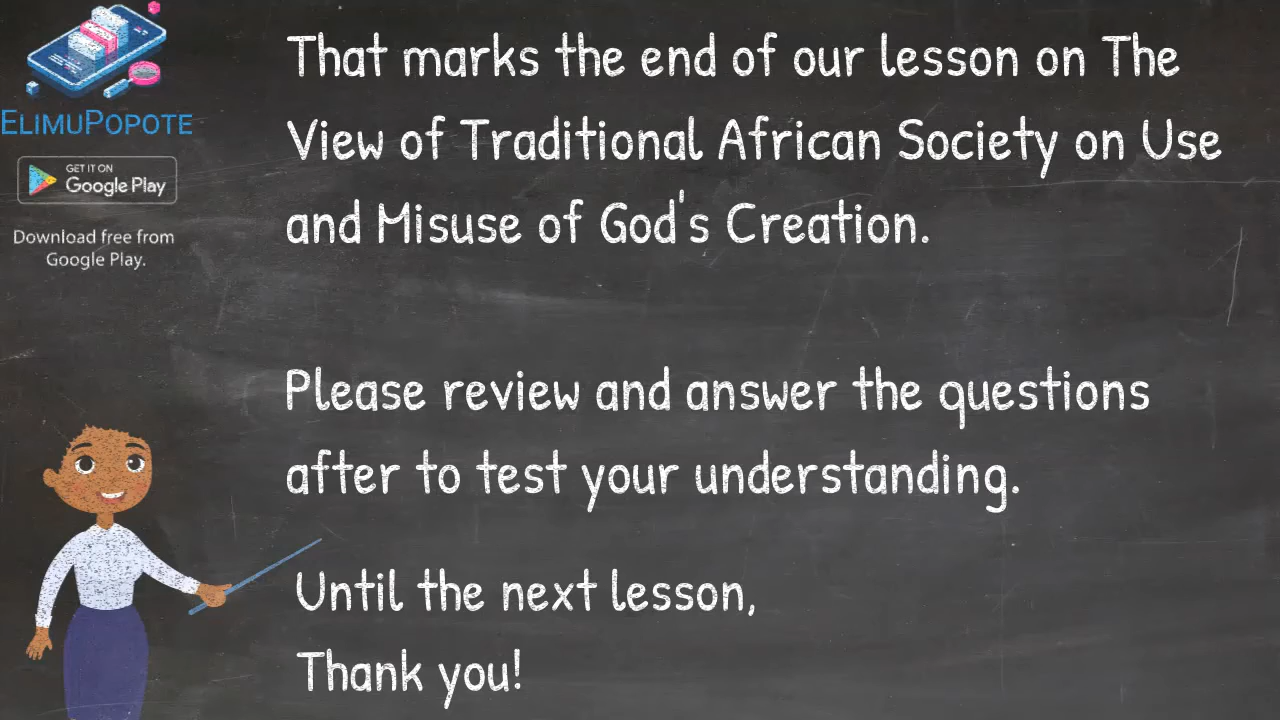 ELIMUPOPOTE
GET IT ON
Google Play
Download free from
Google Play.
That marks the end of our lesson on The
View of Traditional African Society on Use
and Misuse of God's Creation.
Please review and answer the questions
after to test your understanding.
Until the next lesson,
Thank you!